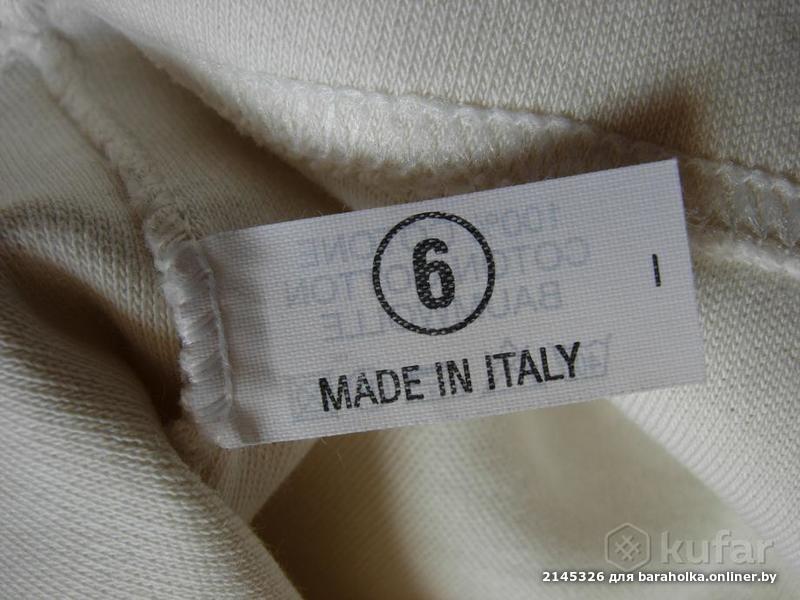 6
I
MADE IN ITALY
kufar
2145326 для baraholka.onliner.by